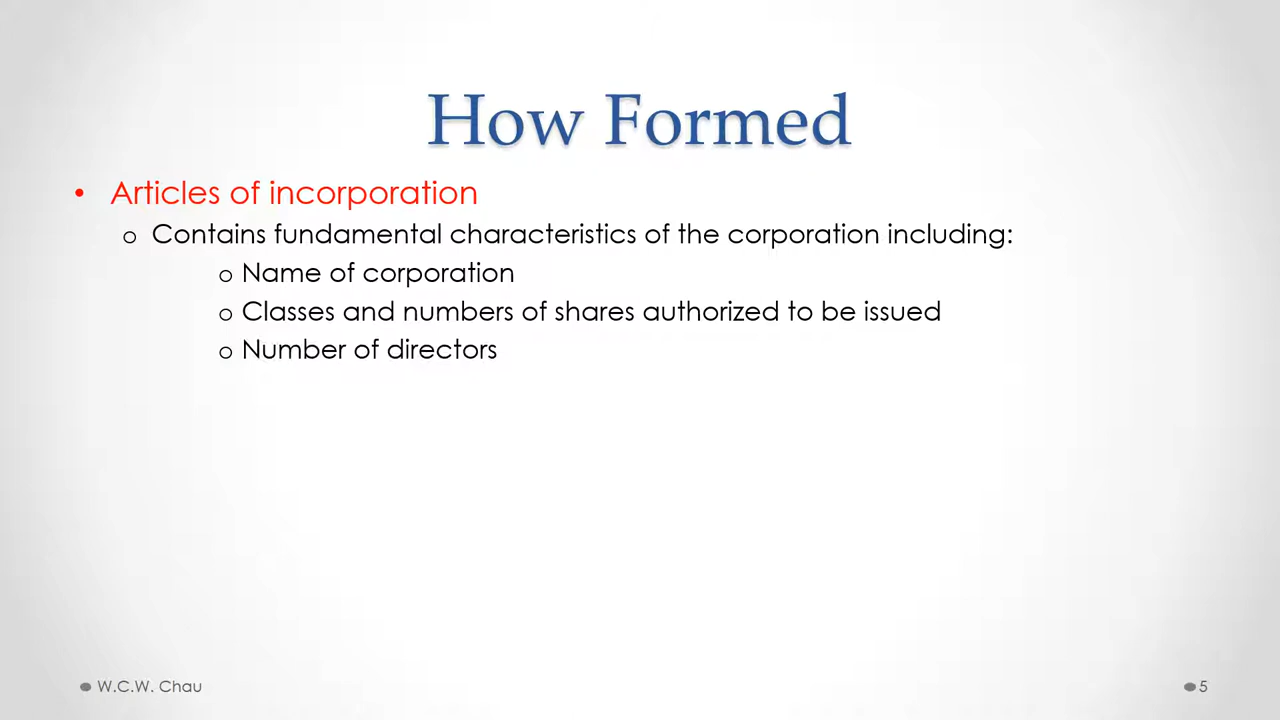 How Formed
• Articles of incorporation
o Contains fundamental characteristics of the corporation including:
o Name of corporation
o Classes and numbers of shares authorized to be issued
o Number of directors
W.C.W. Chau
5